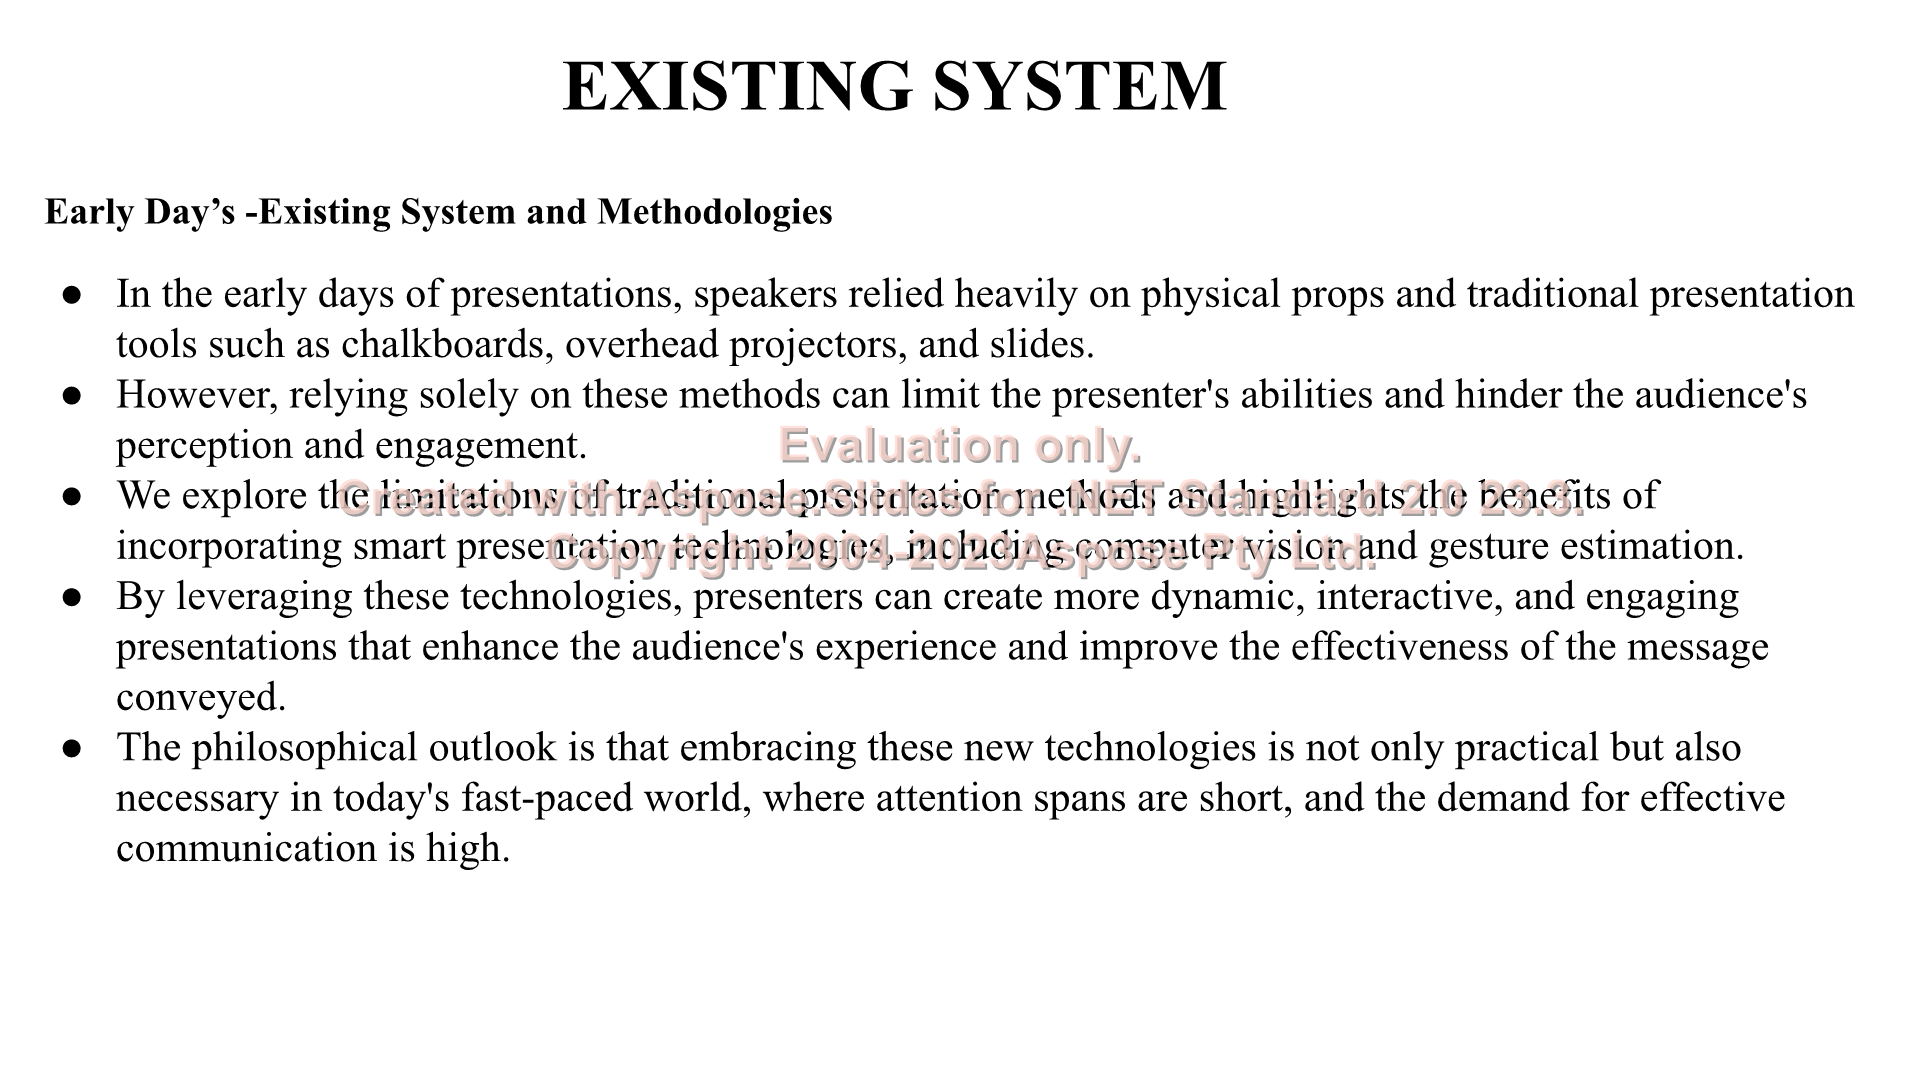 EXISTING SYSTEM
Early Day’s -Existing System and Methodologies
● In the early days of presentations, speakers relied heavily on physical props and traditional presentation
tools such as chalkboards, overhead projectors, and slides.
● However, relying solely on these methods can limit the presenter's abilities and hinder the audience's
perception and engagement.
● We explore the limitations of traditional presentation methods and highlights the benefits of
incorporating smart presentation technologies, including computer vision and gesture estimation.
● By leveraging these technologies, presenters can create more dynamic, interactive, and engaging
presentations that enhance the audience's experience and improve the effectiveness of the message
conveyed.
● The philosophical outlook is that embracing these new technologies is not only practical but also
necessary in today's fast-paced world, where attention spans are short, and the demand for effective
communication is high.
Evaluation only.
Created with Aspose.Slides for .NET Standard 2.0 23.3.
Copyright 2004-2023Aspose Pty Ltd.